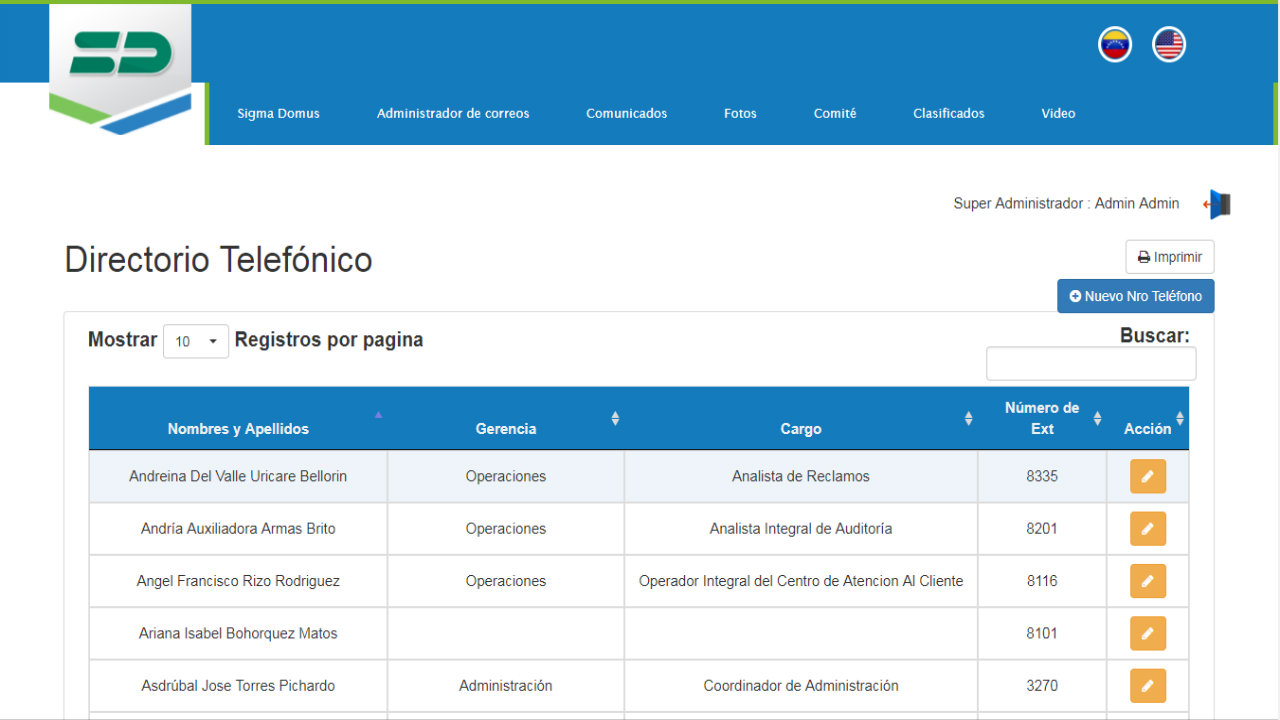 SD
Sigma Domus Administrador de correos Comunicados Fotos Comité Clasificados Video
Super Administrador : Admin Admin
Directorio Telefónico
Imprimir
Nuevo Nro Teléfono
Mostrar 10 Registros por pagina
Buscar:
Nombres y Apellidos Gerencia Cargo Número de Ext Acción
Andreina Del Valle Uricare Bellorin Operaciones Analista de Reclamos 8335
Andría Auxiliadora Armas Brito Operaciones Analista Integral de Auditoría 8201
Angel Francisco Rizo Rodriguez Operaciones Operador Integral del Centro de Atencion Al Cliente 8116
Ariana Isabel Bohorquez Matos 8101
Asdrúbal Jose Torres Pichardo Administración Coordinador de Administración 3270